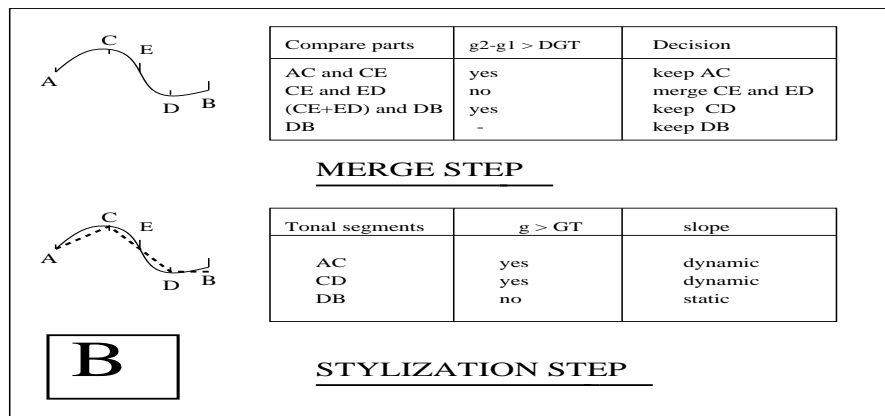 C
E
A
D
B
Compare parts g2-g1 > DGT Decision
AC and CE yes keep AC
CE and ED no merge CE and ED
(CE+ED) and DB yes keep CD
DB - keep DB
MERGE STEP
C
E
A
D
B
Tonal segments g > GT slope
AC yes dynamic
CD yes dynamic
DB no static
B
STYLIZATION STEP